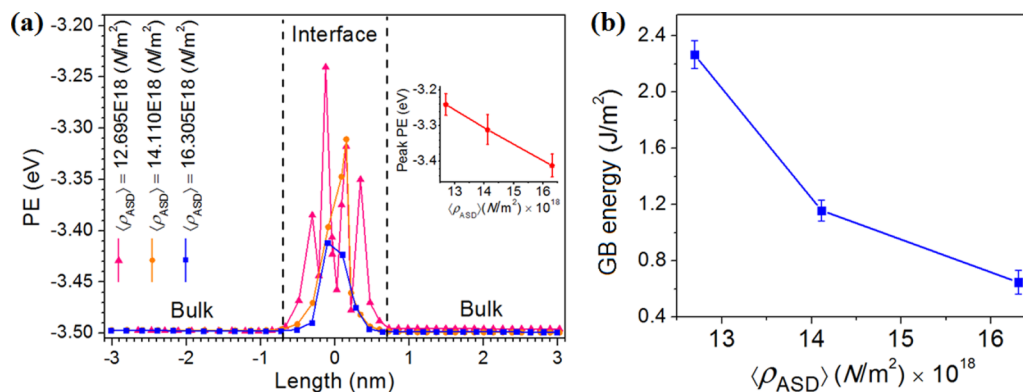 (a)
PE (eV)
-3.20
-3.25
-3.30
-3.35
-3.40
-3.45
-3.50
⟨ρASD⟩ = 12.695E18 (N/m²)
⟨ρASD⟩ = 14.110E18 (N/m²)
⟨ρASD⟩ = 16.305E18 (N/m²)
Interface
Bulk
Bulk
Peak PE (eV)
-3.2
-3.3
-3.4
13 14 15 16
⟨ρASD⟩(N/m²) × 10¹⁸
-3 -2 -1 0 1 2 3
Length (nm)
(b)
GB energy (J/m²)
2.4
2.0
1.6
1.2
0.8
0.4
13 14 15 16
⟨ρASD⟩ (N/m²) × 10¹⁸